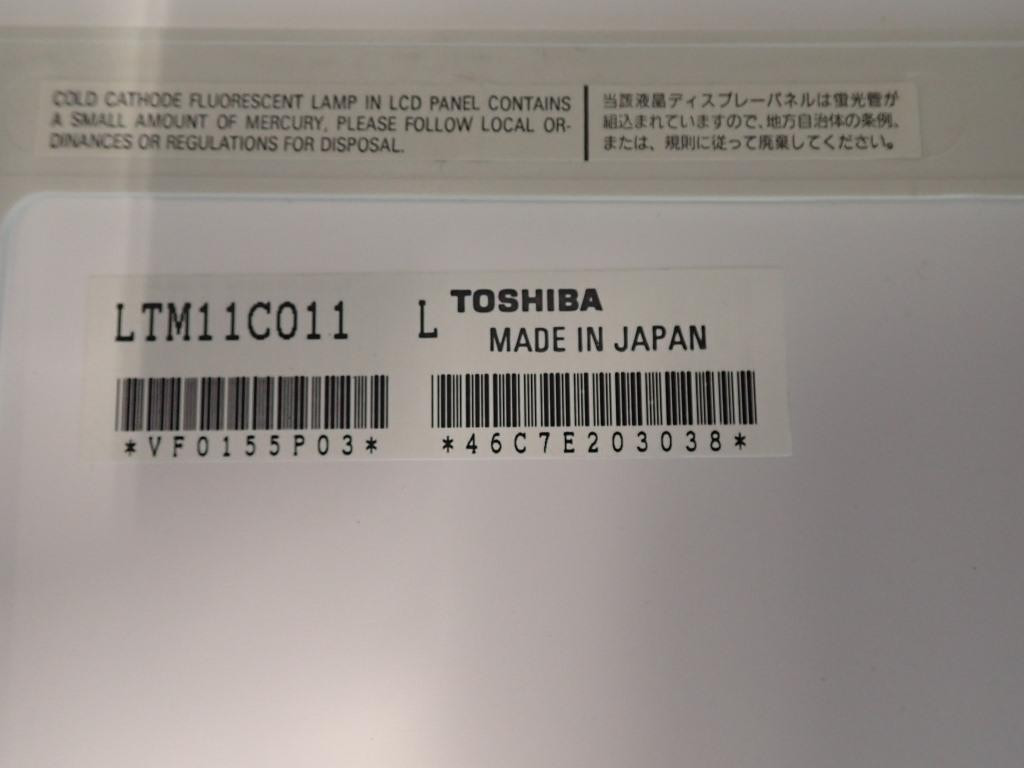 COLD CATHODE FLUORESCENT LAMP IN LCD PANEL CONTAINS
A SMALL AMOUNT OF MERCURY, PLEASE FOLLOW LOCAL OR-
DINANCES OR REGULATIONS FOR DISPOSAL.
当該液晶ディスプレーパネルは蛍光管が
組込まれていますので、地方自治体の条例、
または、規則に従って廃棄してください。
LTM11C011 L TOSHIBA
MADE IN JAPAN
*VF0155P03* *46C7E203038*